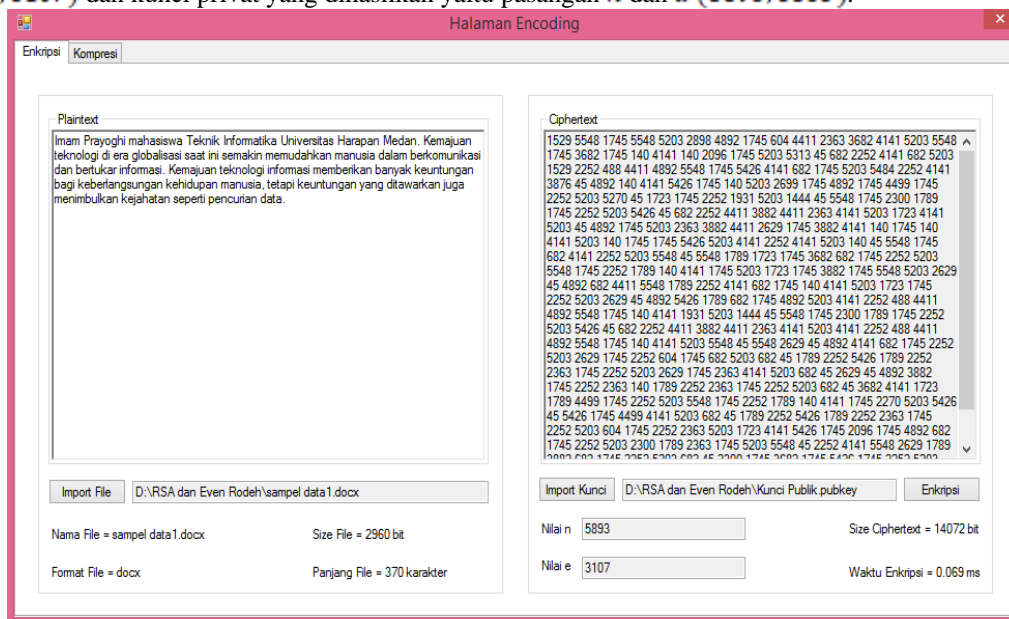 dan kunci privat yang dihasilkan yaitu pasangan n dan d
Halaman Encoding
Enkripsi Kompresi
Plaintext
Imam Prayoghi mahasiswa Teknik Informatika Universitas Harapan Medan. Kemajuan
teknologi di era globalisasi saat ini semakin memudahkan manusia dalam berkomunikasi
dan bertukar informasi. Kemajuan teknologi informasi memberikan banyak keuntungan
bagi keberlangsungan kehidupan manusia, tetapi keuntungan yang ditawarkan juga
menimbulkan kejahatan seperti pencurian data.
Import File D:\RSA dan Even Rodeh\sampel data1.docx
Nama File = sampel data1.docx Size File = 2960 bit
Format File = docx Panjang File = 370 karakter
Ciphertext
1529 5548 1745 5548 5203 2898 4892 1745 604 4411 2363 3682 4141 5203 5548
1745 3682 1745 140 4141 140 2096 1745 5203 5313 45 682 2252 4141 682 5203
1529 2252 488 4411 4892 5548 1745 5426 4141 682 1745 5203 5484 2252 4141
3876 45 4892 140 4141 5426 1745 140 5203 2699 1745 4892 1745 4499 1745
2252 5203 5270 45 1723 1745 2252 1931 5203 1444 45 5548 1745 2300 1789
1745 2252 5203 5426 45 682 2252 4411 3882 4411 2363 4141 5203 1723 4141
5203 45 4892 1745 5203 2363 3882 4411 2629 1745 3882 4141 140 1745 140
4141 5203 140 1745 1745 5426 5203 4141 2252 4141 5203 140 45 5548 1745
682 4141 2252 5203 5548 45 5548 1789 1723 1745 3682 682 1745 2252 5203
5548 1745 2252 1789 140 4141 1745 5203 1723 1745 3882 1745 5548 5203 2629
45 4892 682 4411 5548 1789 2252 4141 682 1745 140 4141 5203 1723 1745
2252 5203 2629 45 4892 5426 1789 682 1745 4892 5203 4141 2252 488 4411
4892 5548 1745 140 4141 1931 5203 1444 45 5548 1745 2300 1789 1745 2252
5203 5426 45 682 2252 4411 3882 4411 2363 4141 5203 4141 2252 488 4411
4892 5548 1745 140 4141 5203 5548 45 5548 2629 45 4892 4141 682 1745 2252
5203 2629 1745 2252 604 1745 682 5203 682 45 1789 2252 5426 1789 2252
2363 1745 2252 5203 2629 1745 2363 4141 5203 682 45 2629 45 4892 3882
1745 2252 2363 140 1789 2252 2363 1745 2252 5203 682 45 3682 4141 1723
1789 4499 1745 2252 5203 5548 1745 2252 1789 140 4141 1745 2270 5203 5426
45 5426 1745 4499 4141 5203 682 45 1789 2252 5426 1789 2252 2363 1745
2252 5203 604 1745 2252 2363 5203 1723 4141 5426 1745 2096 1745 4892 682
1745 2252 5203 2300 1789 2363 1745 5203 5548 45 2252 4141 5548 2629 1789
Import Kunci D:\RSA dan Even Rodeh\Kunci Publik.pubkey Enkripsi
Nilai n 5893 Size Ciphertext = 14072 bit
Nilai e 3107 Waktu Enkripsi = 0.069 ms